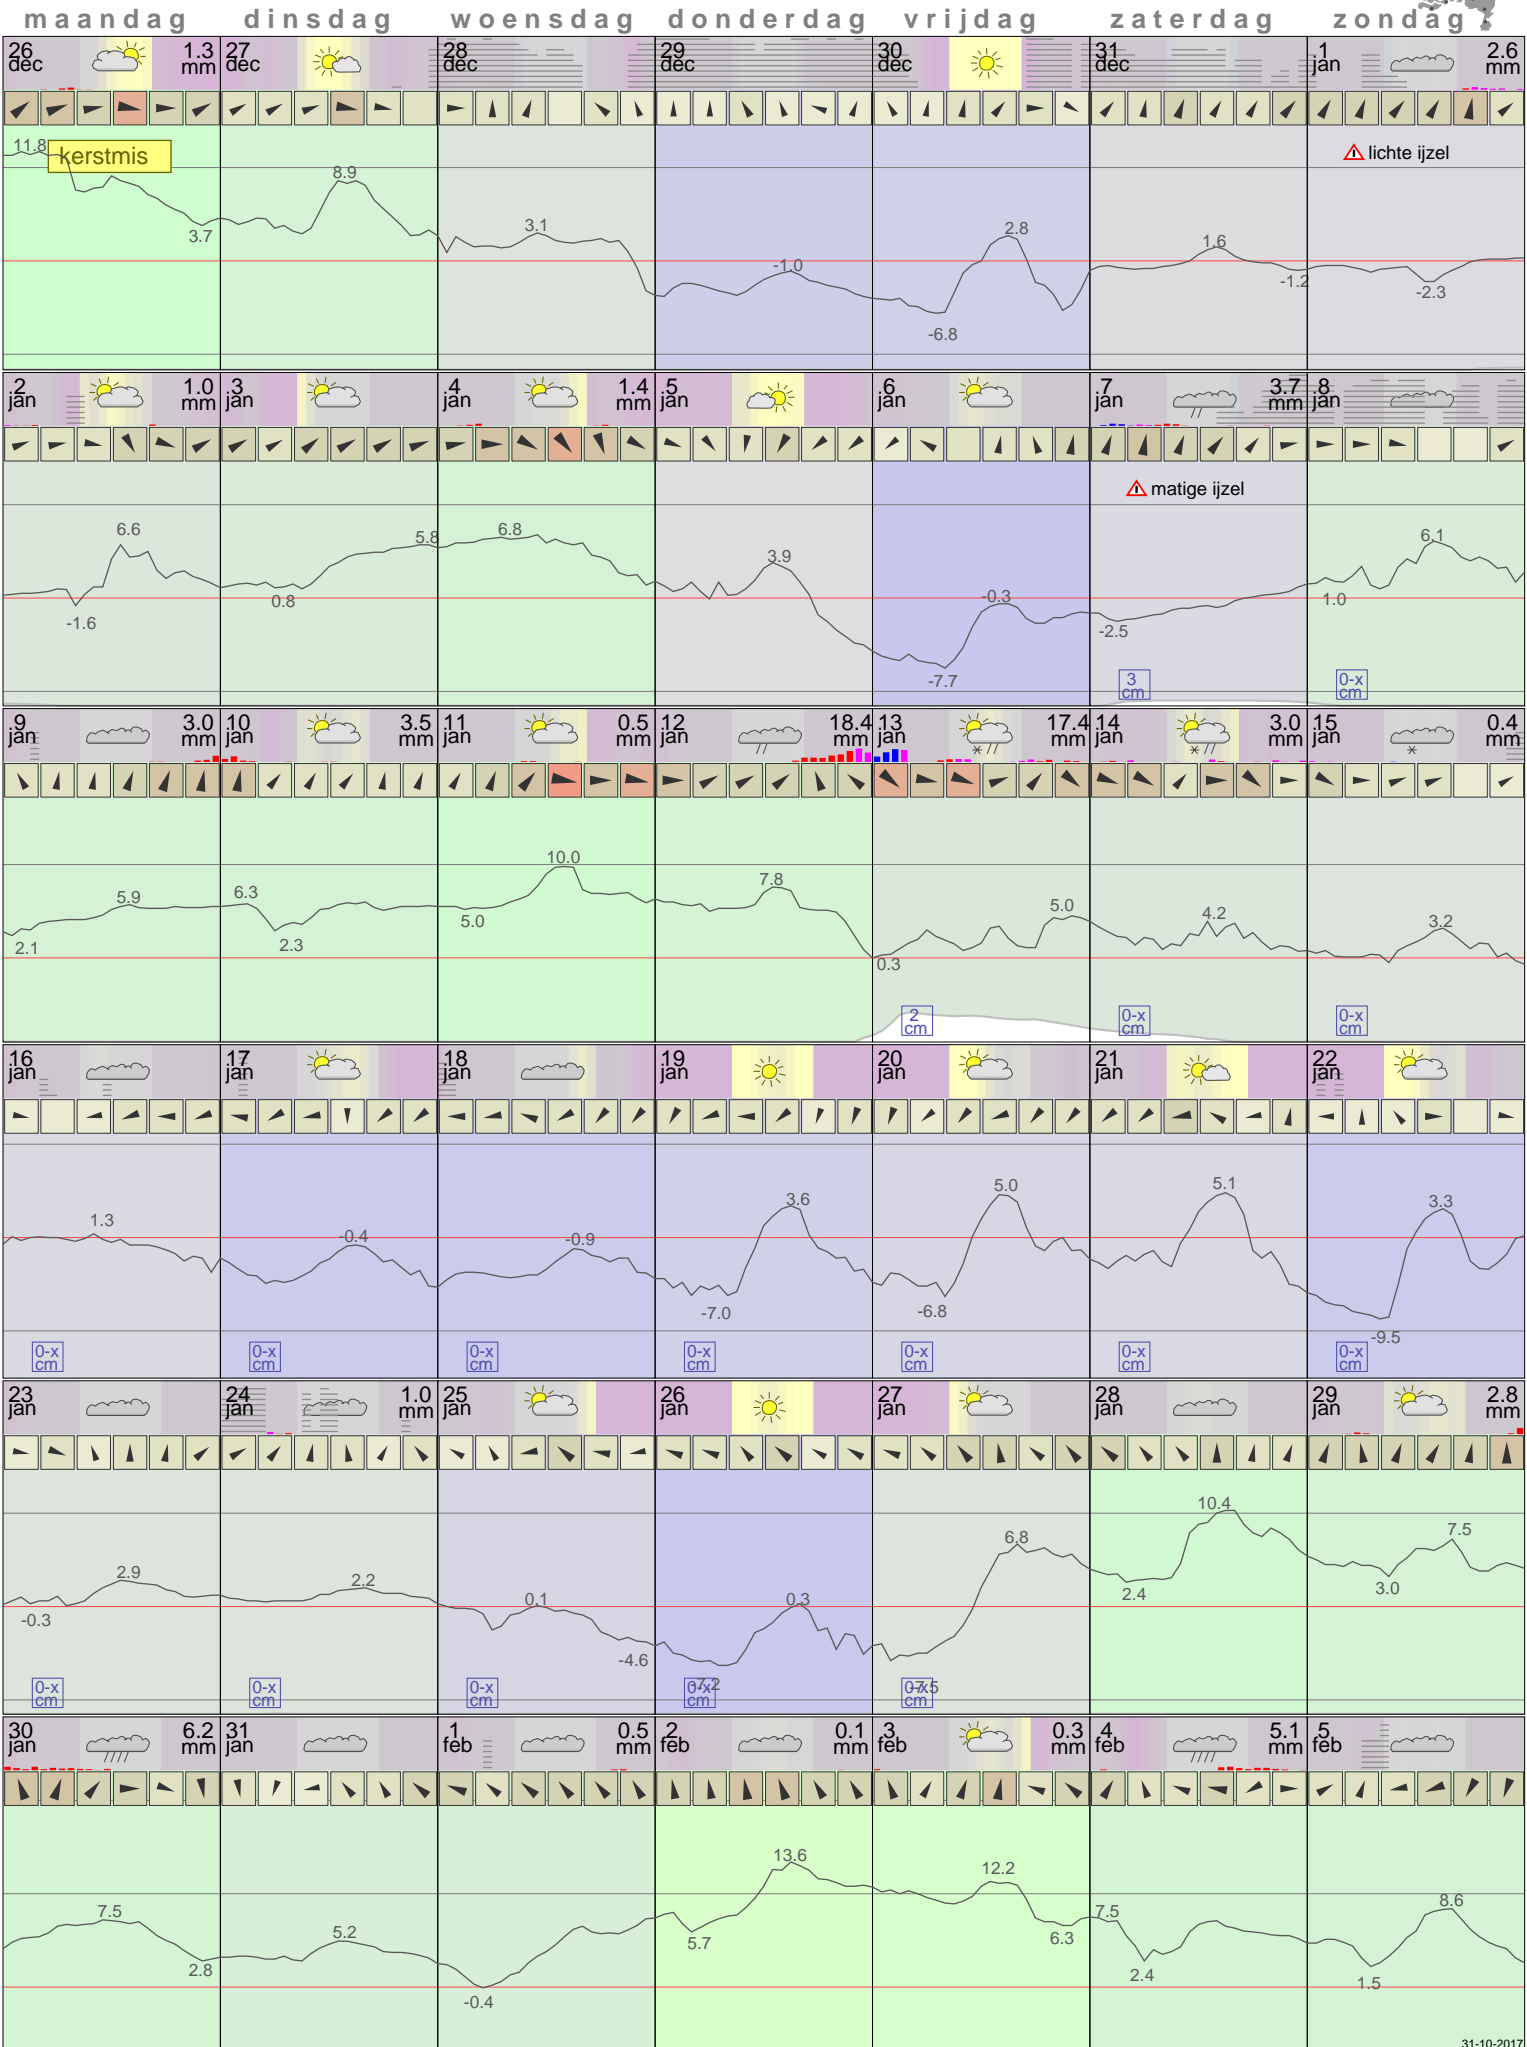 maandag dinsdag woensdag donderdag vrijdag zaterdag zondag
26 dec 1.3 mm 27 dec 28 dec 29 dec 30 dec 31 dec 1 jan 2.6 mm
kerstmis lichte ijzel
11.8 3.7 8.9 3.1 -1.0 -6.8 2.8 1.6 -1.2 -2.3
2 jan 1.0 mm 3 jan 4 jan 1.4 mm 5 jan 6 jan 7 jan 3.7 mm 8 jan
matige ijzel
-1.6 6.6 0.8 5.8 6.8 3.9 -7.7 -0.3 -2.5 1.0 6.1
3 cm 0-x cm
9 jan 3.0 mm 10 jan 3.5 mm 11 jan 0.5 mm 12 jan 18.4 mm 13 jan 17.4 mm 14 jan 3.0 mm 15 jan 0.4 mm
2.1 5.9 6.3 2.3 5.0 10.0 7.8 0.3 5.0 4.2 3.2
2 cm 0-x cm 0-x cm
16 jan 17 jan 18 jan 19 jan 20 jan 21 jan 22 jan
1.3 -0.4 -0.9 -7.0 3.6 -6.8 5.0 5.1 -9.5 3.3
0-x cm 0-x cm 0-x cm 0-x cm 0-x cm 0-x cm 0-x cm
23 jan 24 jan 1.0 mm 25 jan 26 jan 27 jan 28 jan 29 jan 2.8 mm
-0.3 2.9 2.2 0.1 -4.6 -7.2 0.3 -7.5 6.8 2.4 10.4 3.0 7.5
0-x cm 0-x cm 0-x cm 0-x cm 0-x cm
30 jan 6.2 mm 31 jan 1 feb 0.5 mm 2 feb 0.1 mm 3 feb 0.3 mm 4 feb 5.1 mm 5 feb
7.5 2.8 5.2 -0.4 5.7 13.6 12.2 6.3 7.5 2.4 1.5 8.6
31-10-2017